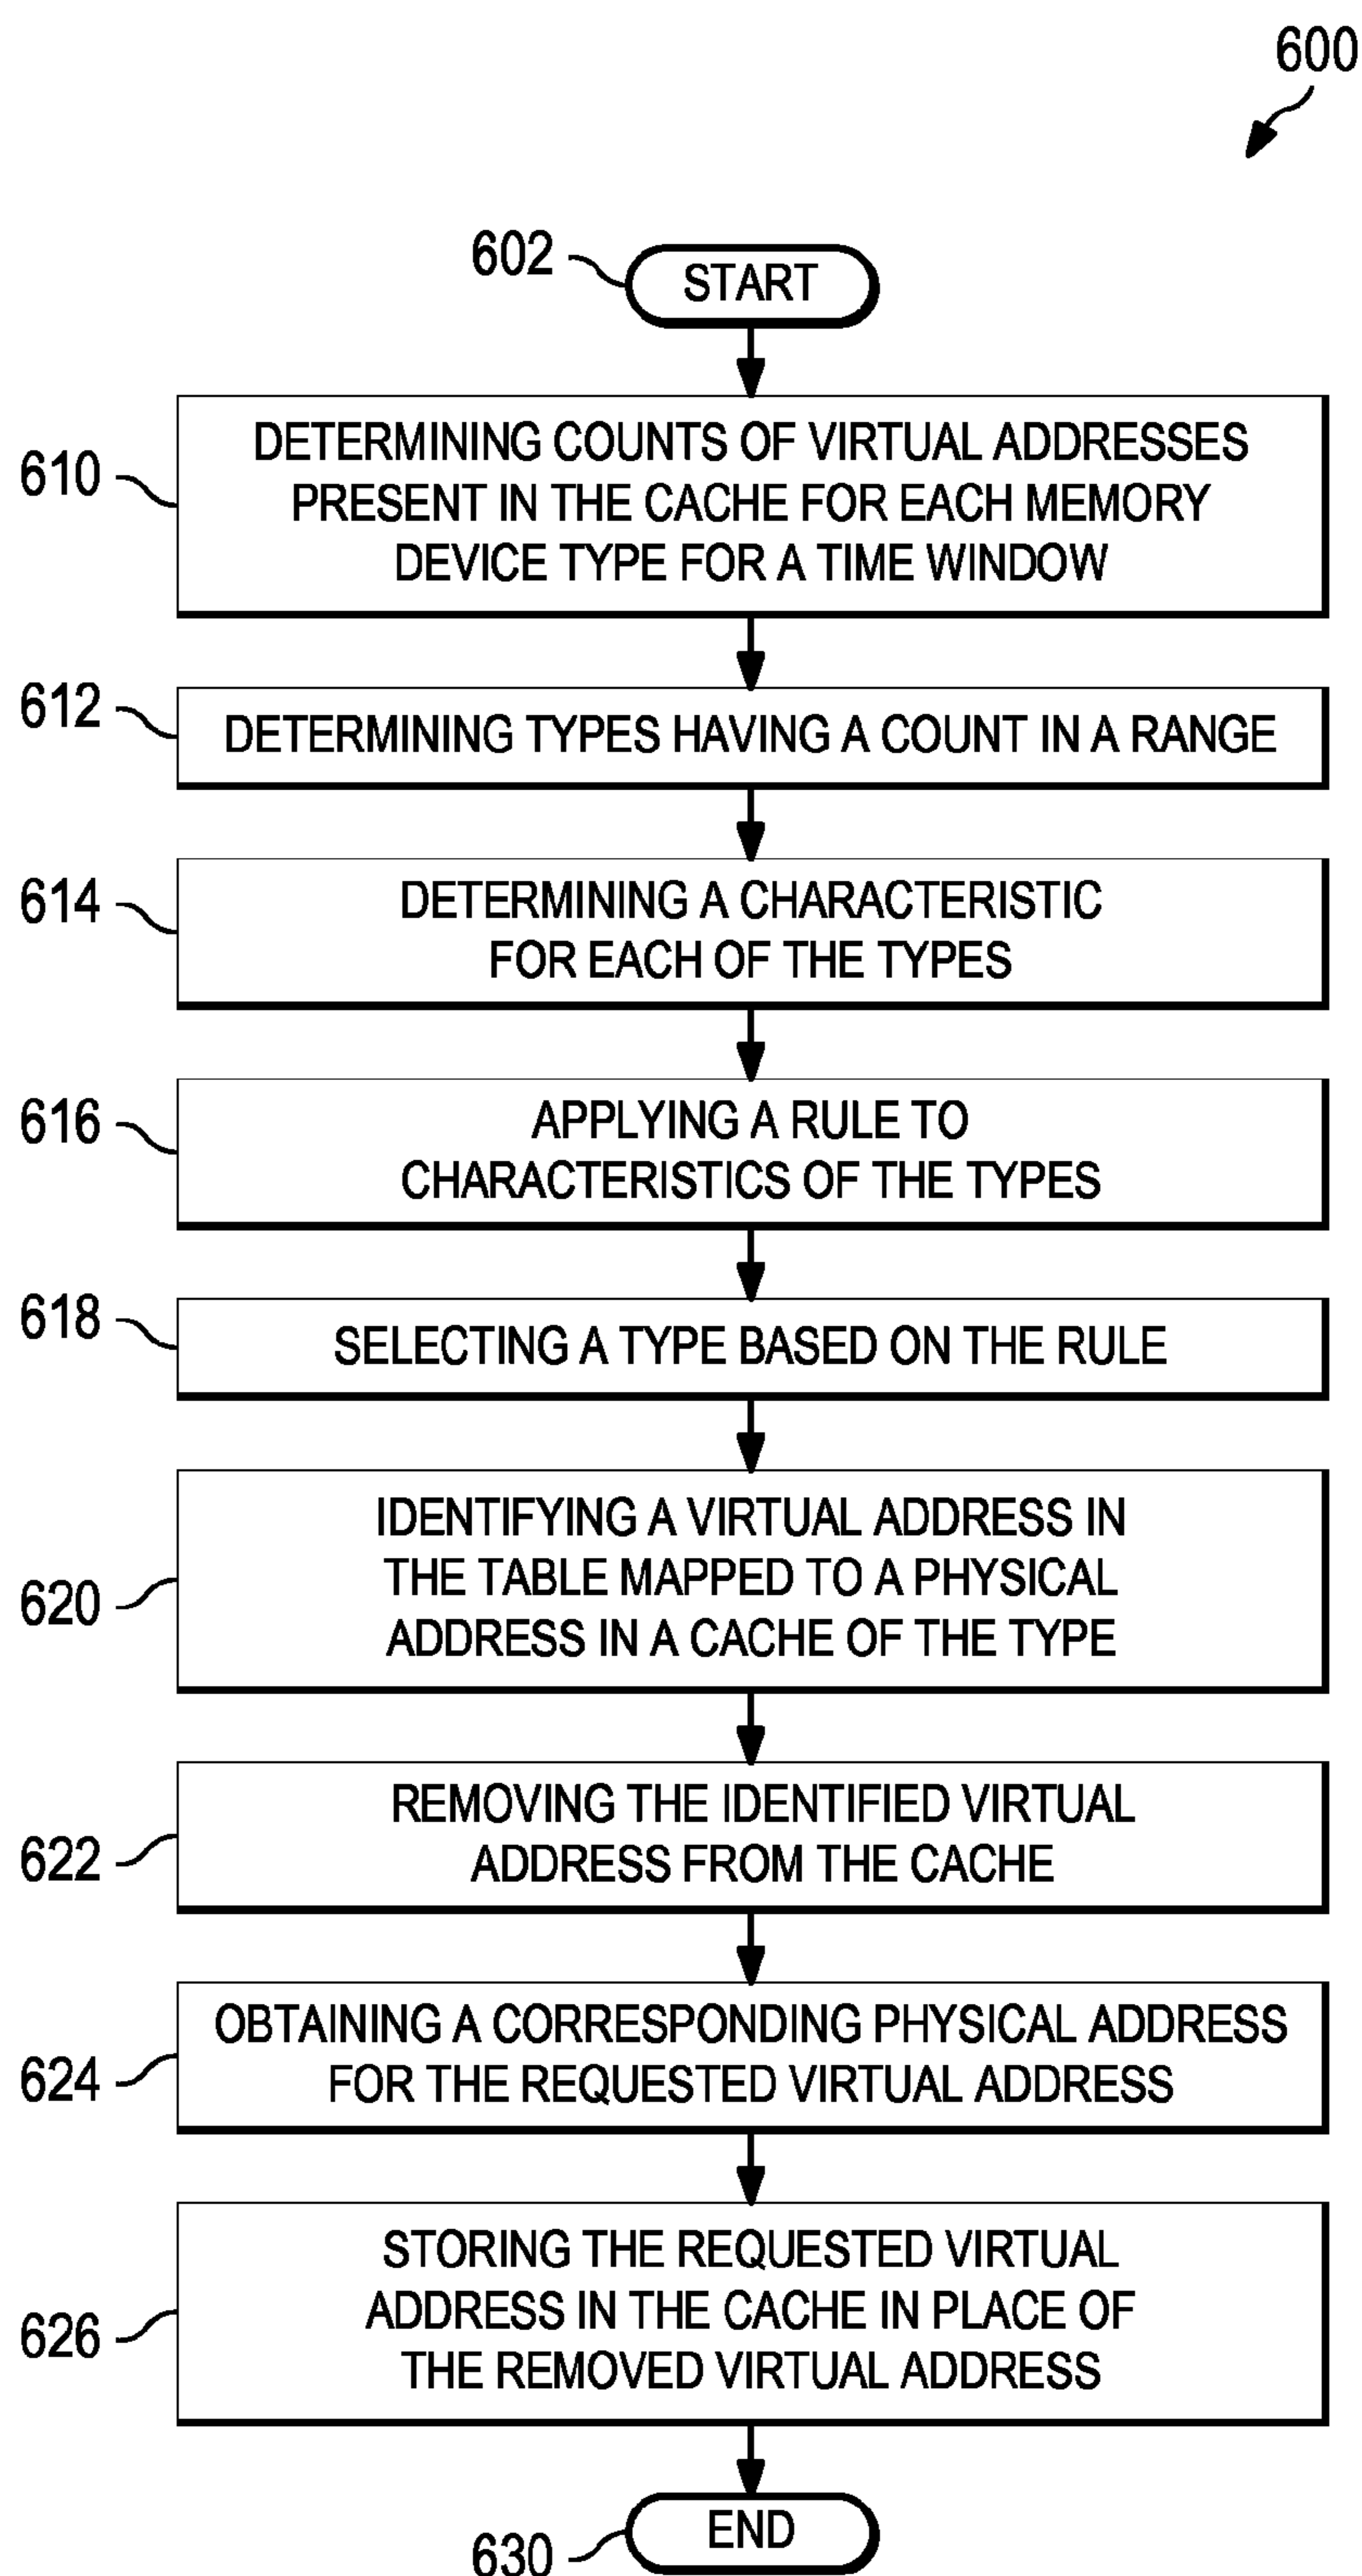 600
602
START
610
DETERMINING COUNTS OF VIRTUAL ADDRESSES
PRESENT IN THE CACHE FOR EACH MEMORY
DEVICE TYPE FOR A TIME WINDOW
612
DETERMINING TYPES HAVING A COUNT IN A RANGE
614
DETERMINING A CHARACTERISTIC
FOR EACH OF THE TYPES
616
APPLYING A RULE TO
CHARACTERISTICS OF THE TYPES
618
SELECTING A TYPE BASED ON THE RULE
620
IDENTIFYING A VIRTUAL ADDRESS IN
THE TABLE MAPPED TO A PHYSICAL
ADDRESS IN A CACHE OF THE TYPE
622
REMOVING THE IDENTIFIED VIRTUAL
ADDRESS FROM THE CACHE
624
OBTAINING A CORRESPONDING PHYSICAL ADDRESS
FOR THE REQUESTED VIRTUAL ADDRESS
626
STORING THE REQUESTED VIRTUAL
ADDRESS IN THE CACHE IN PLACE OF
THE REMOVED VIRTUAL ADDRESS
630
END